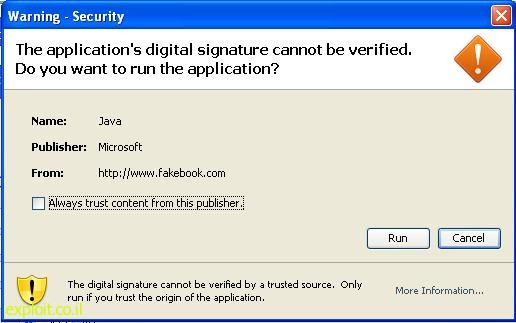 Warning - Security
The application's digital signature cannot be verified.
Do you want to run the application?
Name: Java
Publisher: Microsoft
From: http://www.fakebook.com
Always trust content from this publisher.
Run Cancel
The digital signature cannot be verified by a trusted source. Only
run if you trust the origin of the application.
More Information...
exploit.co.il